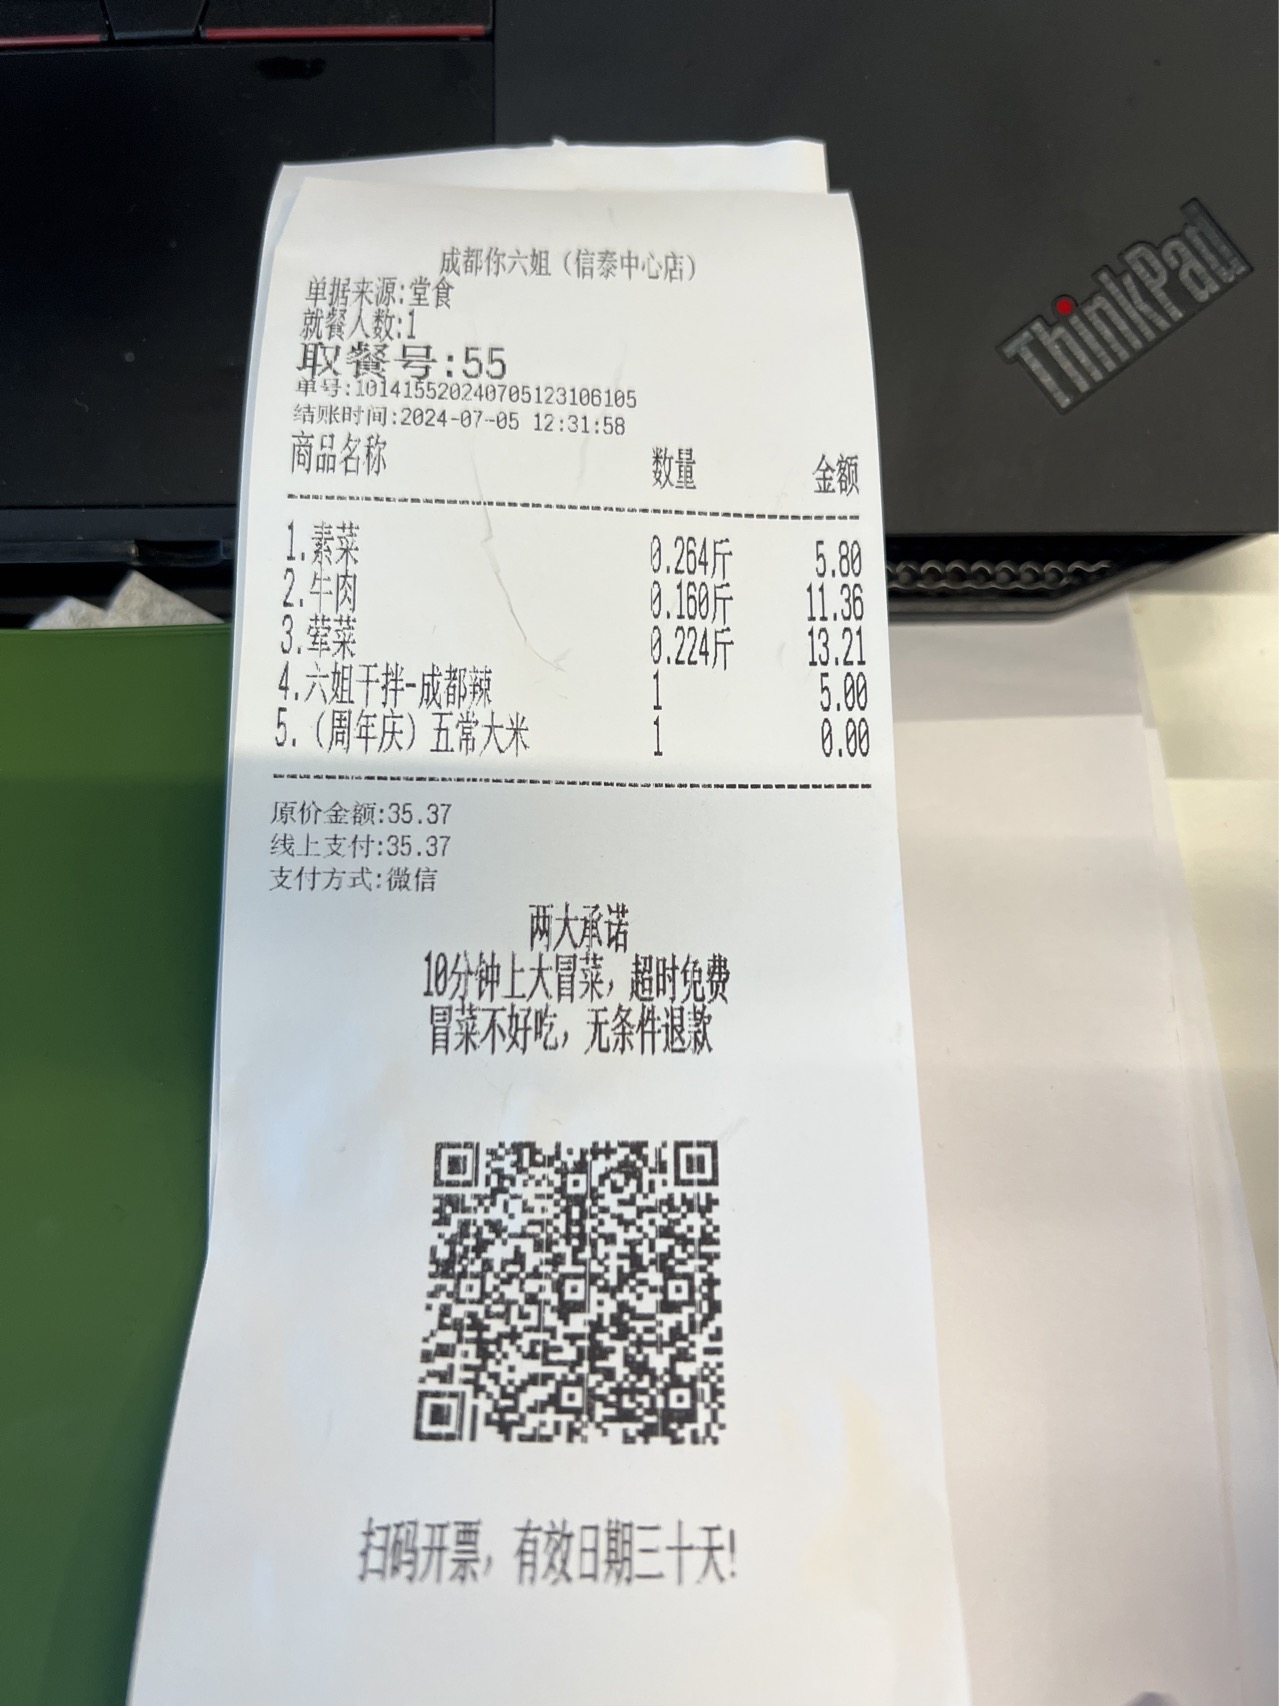 ThinkPad
成都你六姐（信泰中心店）
单据来源:堂食
就餐人数:1
取餐号:55
单号:10141552024070512310610​5
结账时间:2024-07-05 12:31:58
商品名称 数量 金额
1.素菜 0.264斤 5.80
2.牛肉 0.160斤 11.36
3.荤菜 0.224斤 13.21
4.六姐干拌-成都辣 1 5.00
5.（周年庆）五常大米 1 0.00
原价金额:35.37
线上支付:35.37
支付方式:微信
两大承诺
10分钟上大冒菜，超时免费
冒菜不好吃，无条件退款
扫码开票，有效日期三十天!